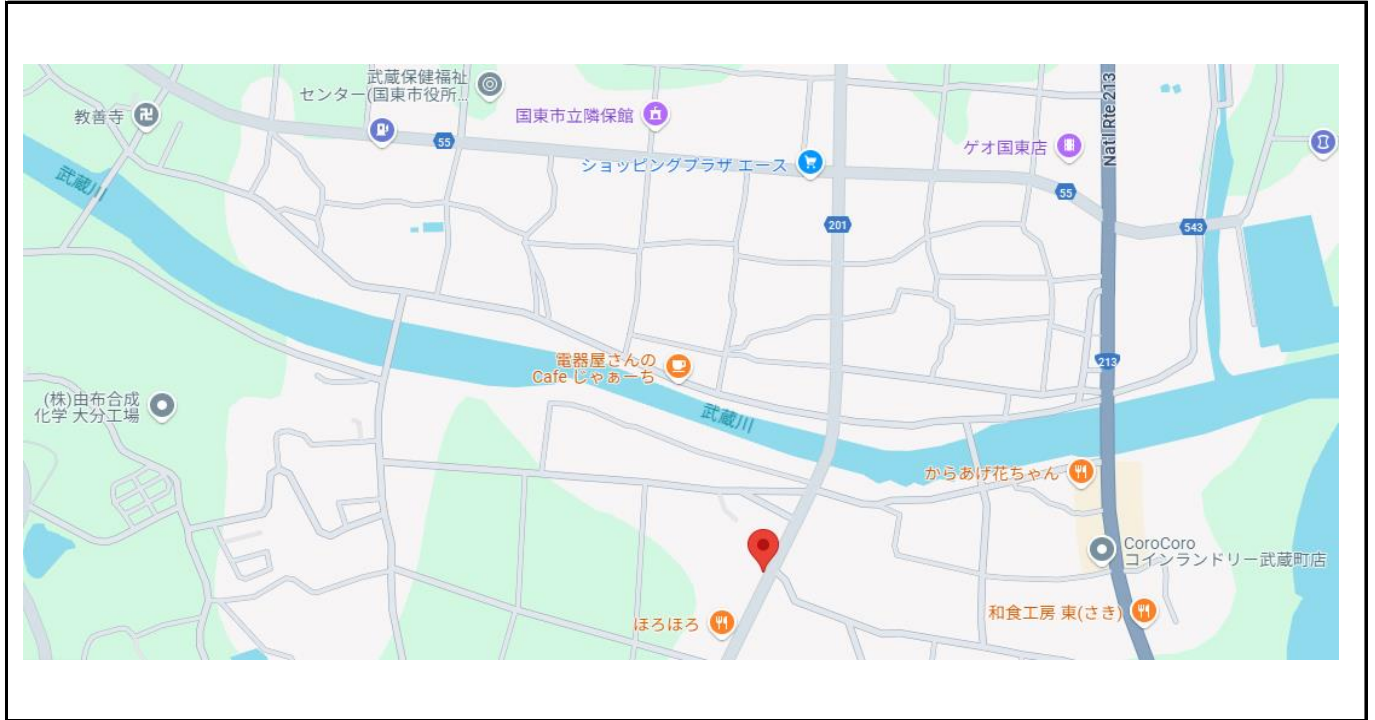 武蔵保健福祉
センター(国東市役所...
教善寺
国東市立隣保館
55
ショッピングプラザ エース
ゲオ国東店
Natl Rte 213
武蔵川
55
201
543
213
電器屋さんの
Cafe じゃぁーち
(株)由布合成
化学 大分工場
武蔵川
からあげ花ちゃん
CoroCoro
コインランドリー武蔵町店
ほろほろ
和食工房 東(さき)